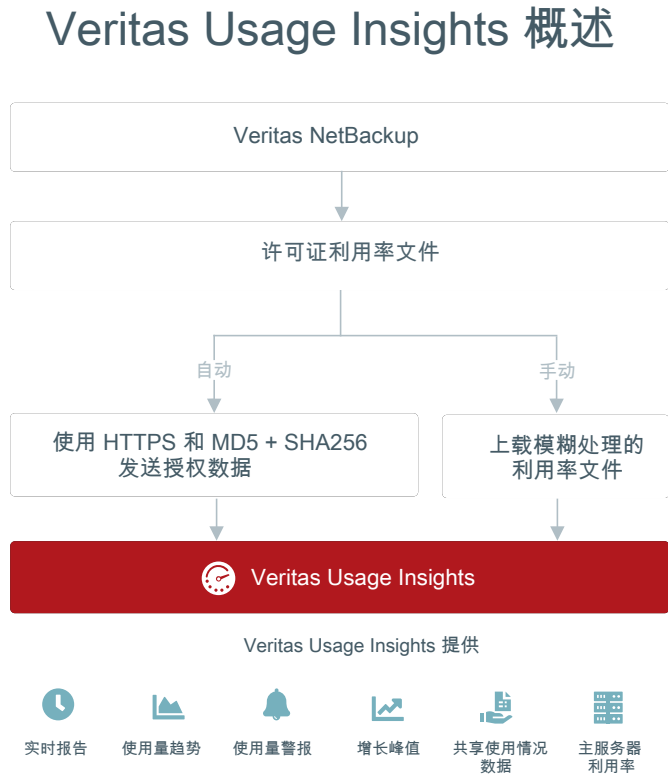 Veritas Usage Insights 概述
Veritas NetBackup
许可证利用率文件
自动
手动
使用 HTTPS 和 MD5 + SHA256
发送授权数据
上载模糊处理的
利用率文件
Veritas Usage Insights
Veritas Usage Insights 提供
实时报告
使用量趋势
使用量警报
增长峰值
共享使用情况
数据
主服务器
利用率